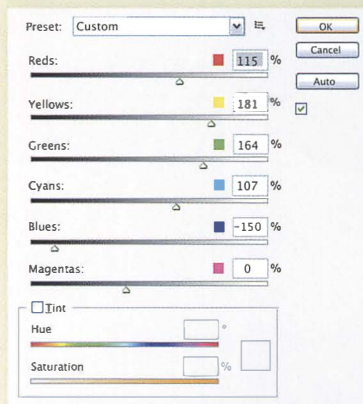 Preset: Custom OK
Cancel
Reds: 115 %
Auto
Yellows: 181 %
Greens: 164 %
Cyans: 107 %
Blues: -150 %
Magentas: 0 %
Tint
Hue °
Saturation %